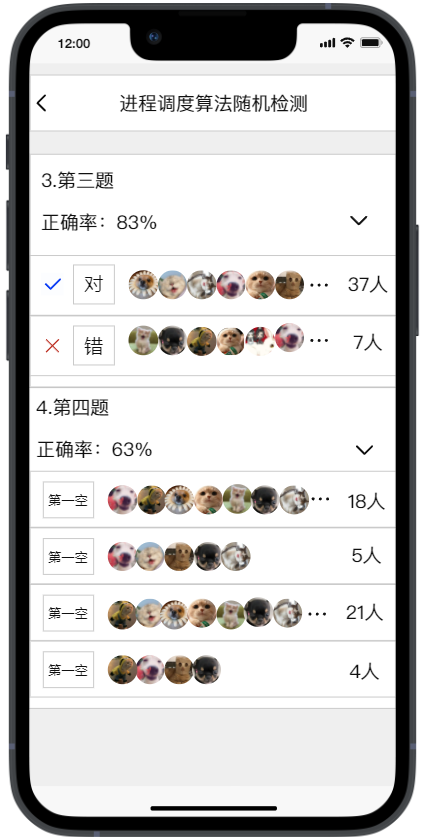 12:00
进程调度算法随机检测
3.第三题
正确率：83%
对 ··· 37人
错 ··· 7人
4.第四题
正确率：63%
第一空 ··· 18人
第一空 5人
第一空 ··· 21人
第一空 4人